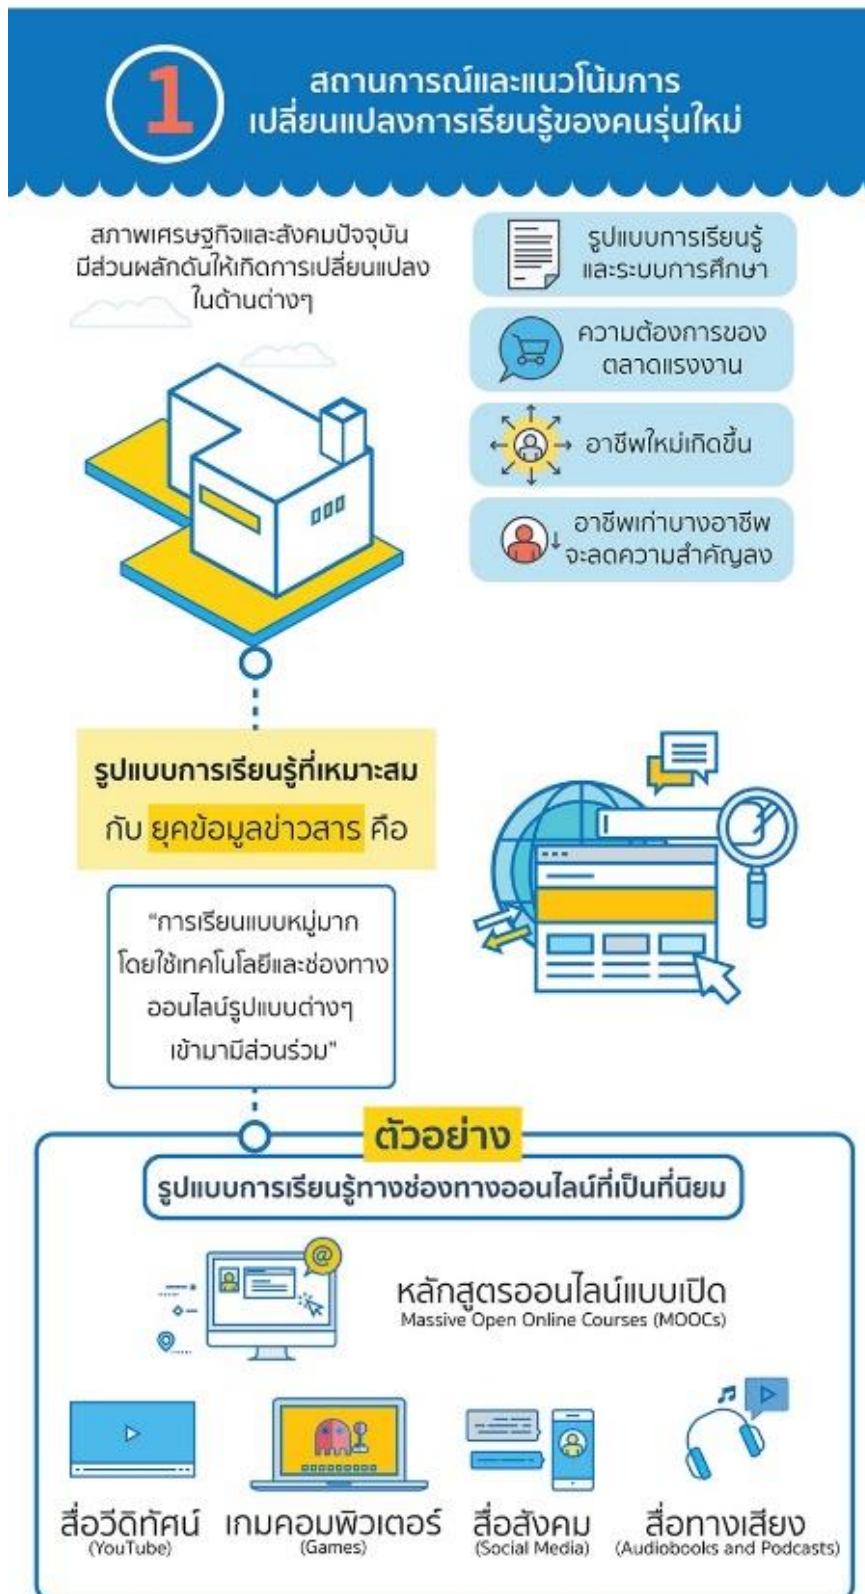 1
สถานการณ์และแนวโน้มการ
เปลี่ยนแปลงการเรียนรู้ของคนรุ่นใหม่
สภาพเศรษฐกิจและสังคมปัจจุบัน
มีส่วนผลักดันให้เกิดการเปลี่ยนแปลง
ในด้านต่างๆ
รูปแบบการเรียนรู้
และระบบการศึกษา
ความต้องการของ
ตลาดแรงงาน
อาชีพใหม่เกิดขึ้น
อาชีพเก่าบางอาชีพ
จะลดความสำคัญลง
รูปแบบการเรียนรู้ที่เหมาะสม
กับ ยุคข้อมูลข่าวสาร คือ
“การเรียนแบบหมู่มาก
โดยใช้เทคโนโลยีและช่องทาง
ออนไลน์รูปแบบต่างๆ
เข้ามามีส่วนร่วม”
ตัวอย่าง
รูปแบบการเรียนรู้ทางช่องทางออนไลน์ที่เป็นที่นิยม
@
หลักสูตรออนไลน์แบบเปิด
Massive Open Online Courses (MOOCs)
สื่อวีดิทัศน์
(YouTube)
เกมคอมพิวเตอร์
(Games)
สื่อสังคม
(Social Media)
สื่อทางเสียง
(Audiobooks and Podcasts)